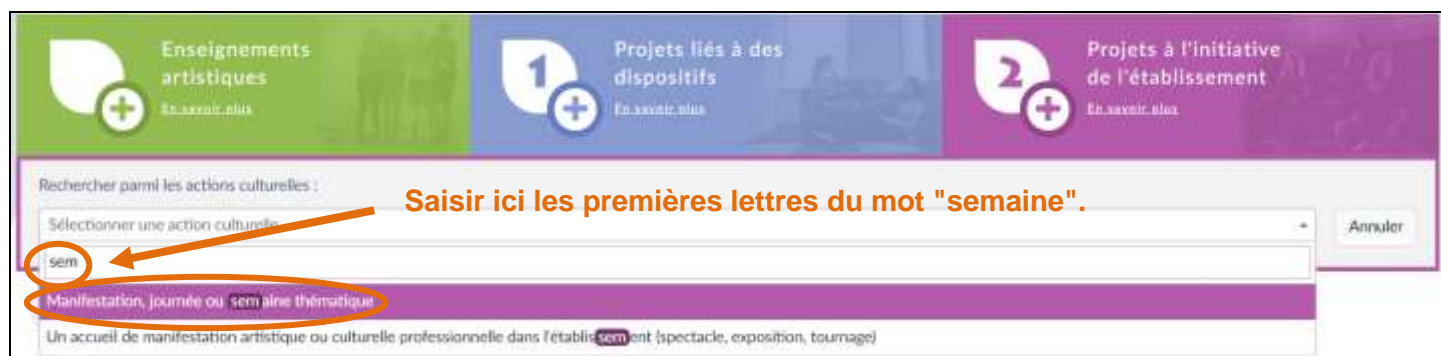 Enseignements
artistiques
En savoir plus
1
Projets liés à des
dispositifs
En savoir plus
2
Projets à l'initiative
de l'établissement
En savoir plus
Rechercher parmi les actions culturelles :
Saisir ici les premières lettres du mot "semaine".
Sélectionner une action culturelle
Annuler
sem
Manifestation, journée ou semaine thématique
Un accueil de manifestation artistique ou culturelle professionnelle dans l'établissement (spectacle, exposition, tournage)